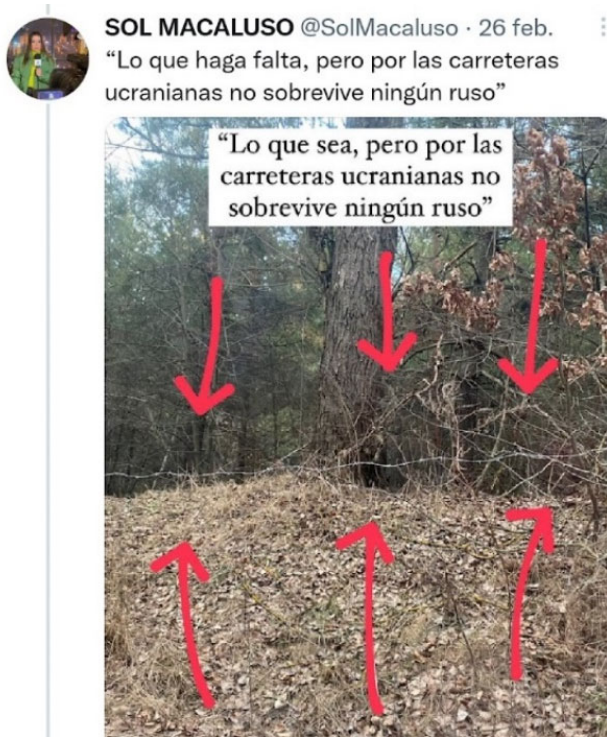 SOL MACALUSO @SolMacaluso · 26 feb.
“Lo que haga falta, pero por las carreteras
ucranianas no sobrevive ningún ruso”
“Lo que sea, pero por las
carreteras ucranianas no
sobrevive ningún ruso”